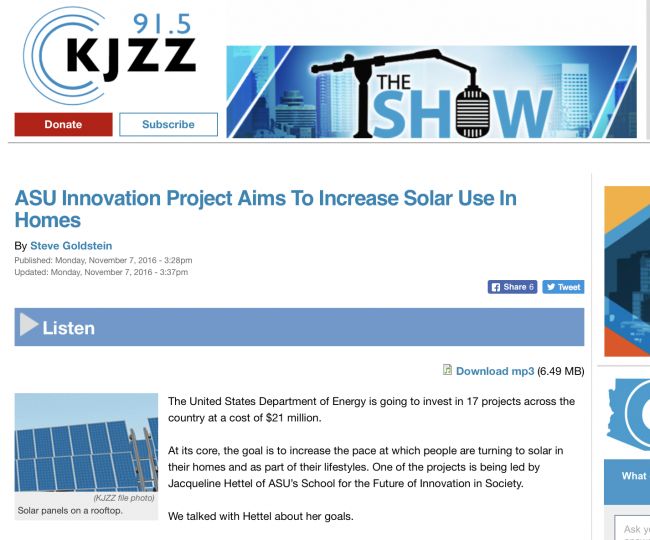 91.5
KJZZ
THE
SHOW
Donate
Subscribe
ASU Innovation Project Aims To Increase Solar Use In
Homes
By Steve Goldstein
Published: Monday, November 7, 2016 - 3:28pm
Updated: Monday, November 7, 2016 - 3:37pm
Share 6
Tweet
Listen
Download mp3 (6.49 MB)
The United States Department of Energy is going to invest in 17 projects across the
country at a cost of $21 million.
At its core, the goal is to increase the pace at which people are turning to solar in
their homes and as part of their lifestyles. One of the projects is being led by
Jacqueline Hettel of ASU's School for the Future of Innovation in Society.
We talked with Hettel about her goals.
(KJZZ file photo)
Solar panels on a rooftop.
What
Ask